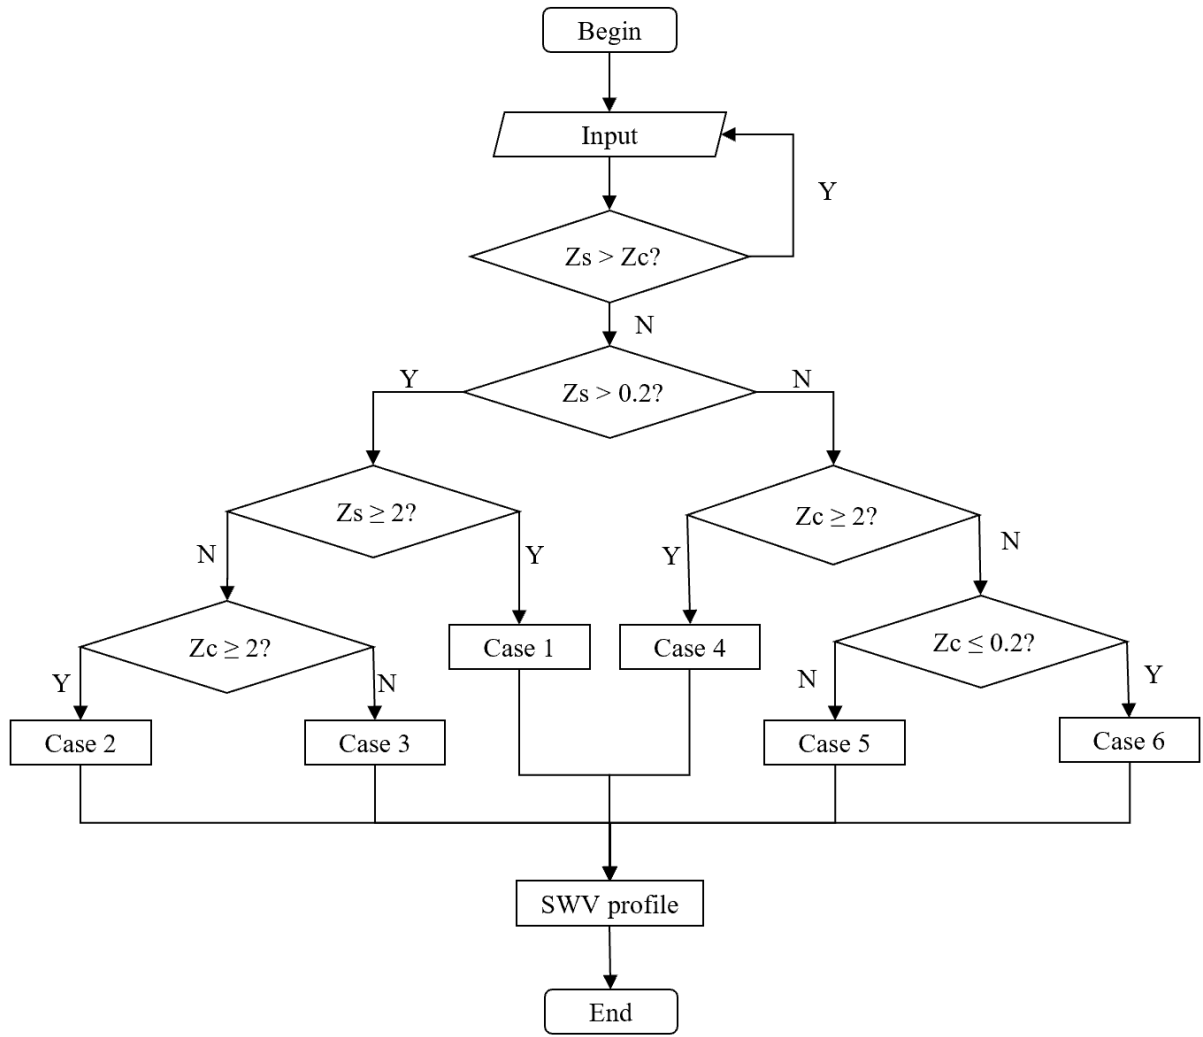 Begin
Input
Y
Zs > Zc?
N
Y
Zs > 0.2?
N
Zs ≥ 2?
Zc ≥ 2?
N
Y
Y
N
Zc ≥ 2?
Case 1
Case 4
Zc ≤ 0.2?
Y
N
N
Y
Case 2
Case 3
Case 5
Case 6
SWV profile
End